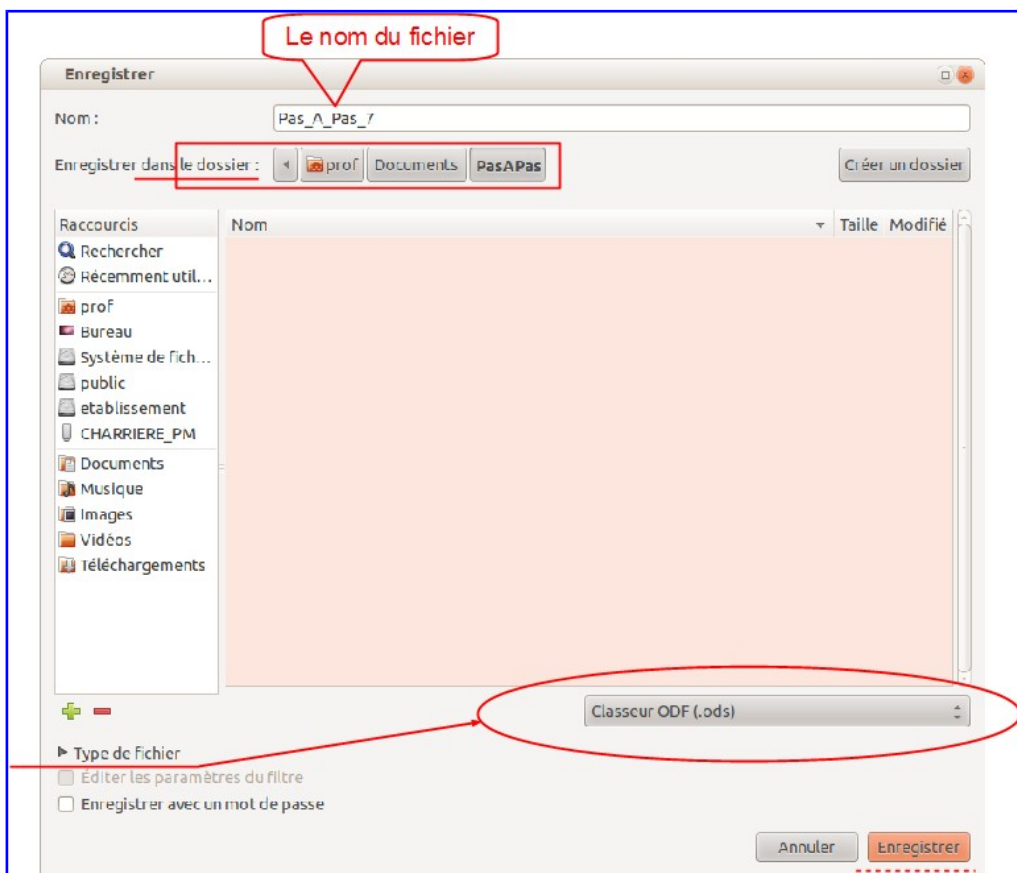 Le nom du fichier
Enregistrer
Nom :
Pas_A_Pas_7
Enregistrer dans le dossier :
prof
Documents
PasAPas
Créer un dossier
Raccourcis
Nom
Taille
Modifié
Rechercher
Récemment util...
prof
Bureau
Système de fich...
public
etablissement
CHARRIERE_PM
Documents
Musique
Images
Vidéos
Téléchargements
Classeur ODF (.ods)
Type de fichier
Éditer les paramètres du filtre
Enregistrer avec un mot de passe
Annuler
Enregistrer